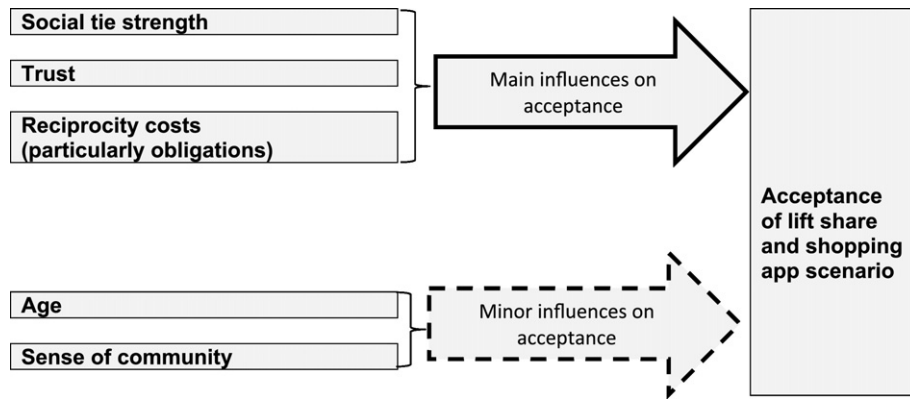 Social tie strength
Trust
Reciprocity costs
(particularly obligations)
Main influences on
acceptance
Age
Sense of community
Minor influences on
acceptance
Acceptance
of lift share
and shopping
app scenario